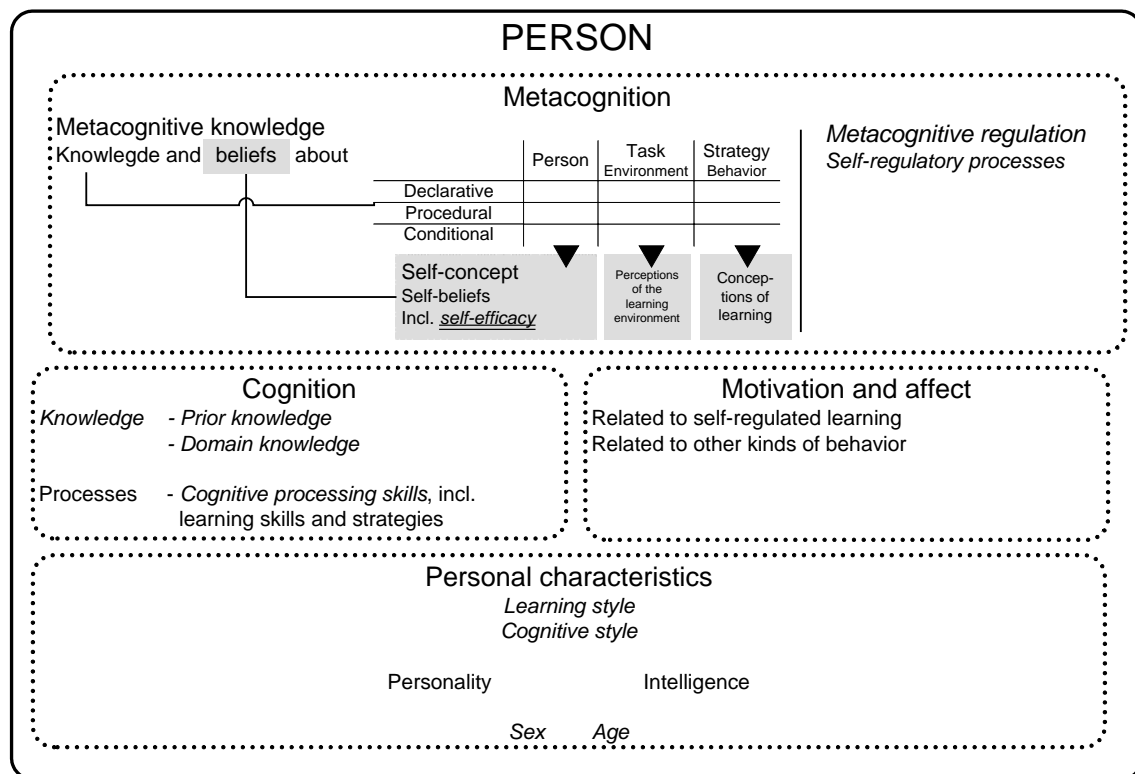 PERSON
Metacognition
Metacognitive knowledge
Knowlegde and beliefs about
Person
Task
Environment
Strategy
Behavior
Declarative
Procedural
Conditional
Metacognitive regulation
Self-regulatory processes
Self-concept
Self-beliefs
Incl. self-efficacy
Perceptions
of the
learning
environment
Concep-
tions of
learning
Cognition
Knowledge - Prior knowledge
- Domain knowledge
Processes - Cognitive processing skills, incl.
learning skills and strategies
Motivation and affect
Related to self-regulated learning
Related to other kinds of behavior
Personal characteristics
Learning style
Cognitive style
Personality Intelligence
Sex Age